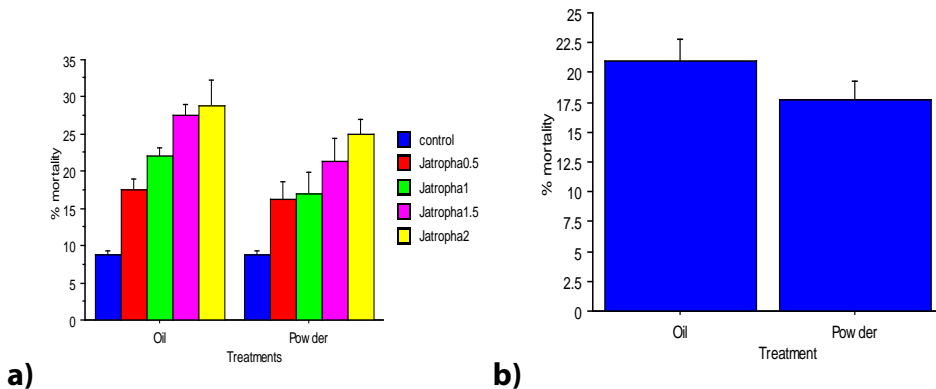 35
30
25
20
15
10
5
0
% mortality
Oil
Pow der
Treatments
control
Jatropha0.5
Jatropha1
Jatropha1.5
Jatropha2
a)
25
22.5
20
17.5
15
12.5
10
7.5
5
2.5
0
% mortality
Oil
Powder
Treatment
b)